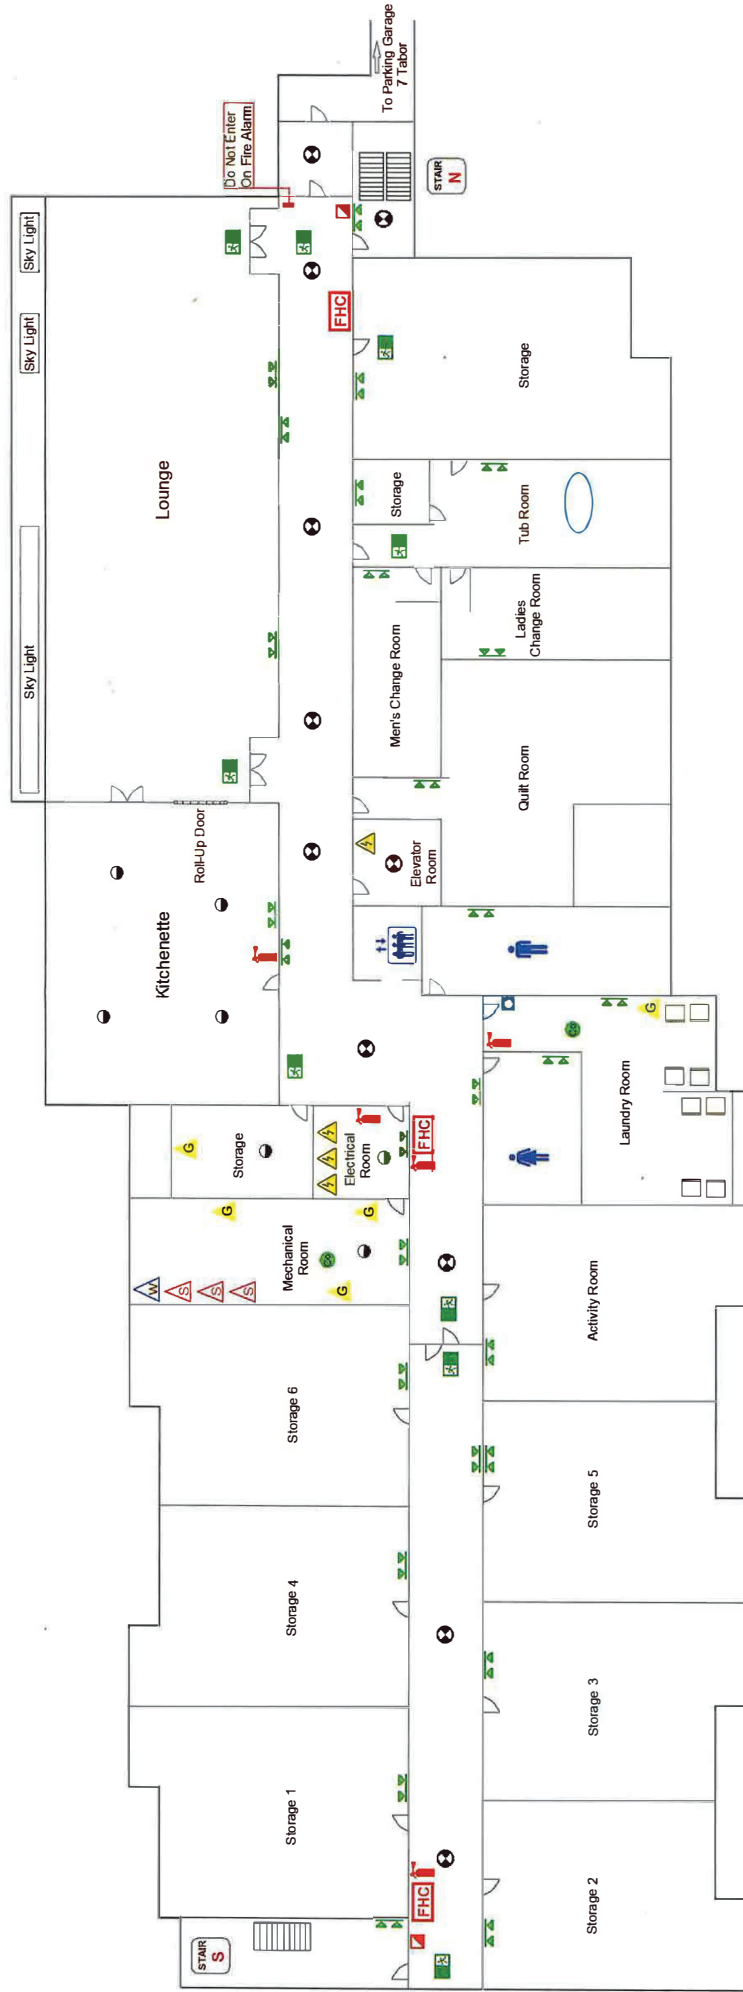 To Parking Garage
7 Tabor
Do Not Enter
On Fire Alarm
STAIR
N
Sky Light
Sky Light
Sky Light
FHC
Lounge
Storage
Storage
Tub Room
Ladies
Change Room
Men's Change Room
Quilt Room
Roll-Up Door
Kitchenette
Elevator
Room
Laundry Room
G
Co
Storage
G
Electrical
Room
FHC
Mechanical
Room
G
G
G
Co
W
S
S
S
Activity Room
Storage 6
Storage 5
Storage 4
Storage 3
Storage 1
Storage 2
FHC
STAIR
S